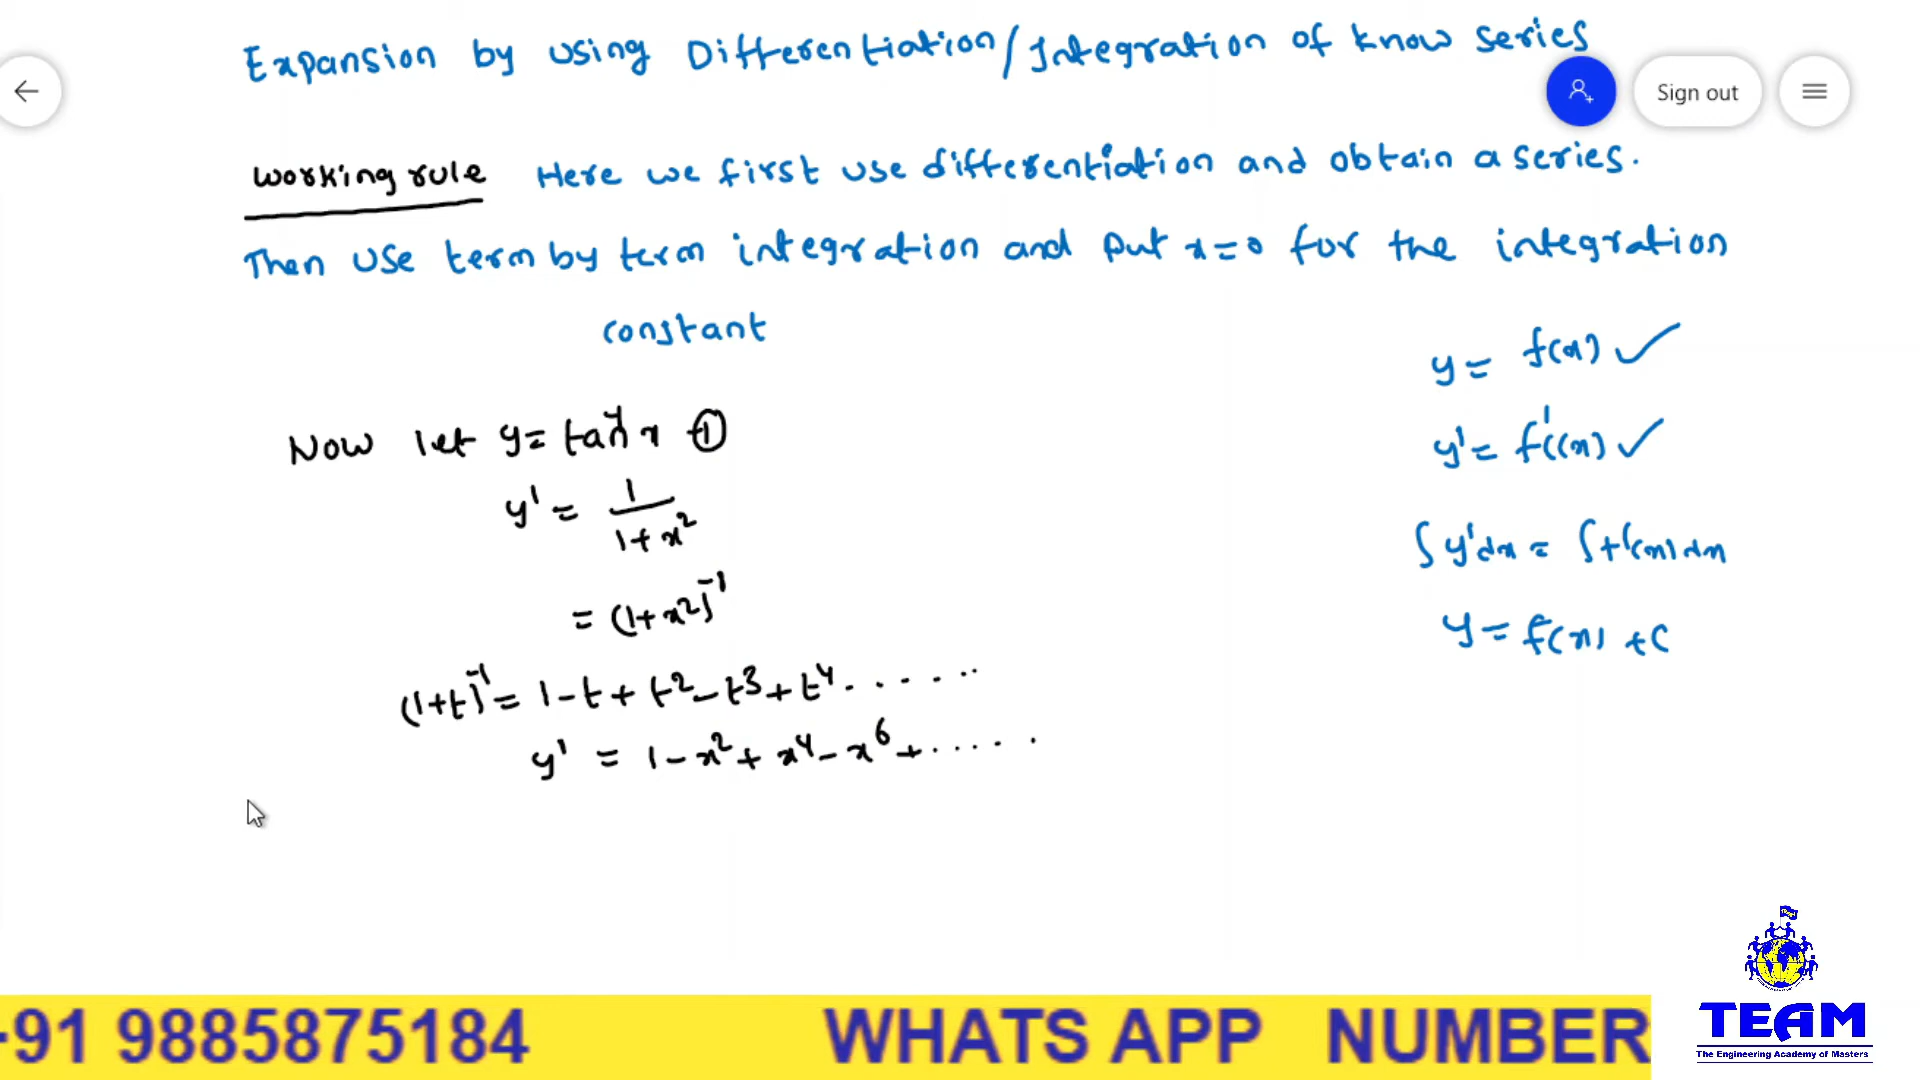 Expansion by using Differentiation/Integration of know series
Sign out
working rule Here we first use differentiation and obtain a series.
Then use term by term integration and put x=0 for the integration
constant
y = f(x) ✓
y' = f'(x) ✓
∫ y'dx = ∫ f'(x) dx
y = f(x) + c
Now let y = tan⁻¹ x ①
y' = 1/(1+x²)
= (1+x²)⁻¹
(1+t)⁻¹ = 1-t+t²-t³+t⁴.......
y' = 1-x²+x⁴-x⁶+......
+91 9885875184 WHATS APP NUMBER
TEAM
The Engineering Academy of Masters